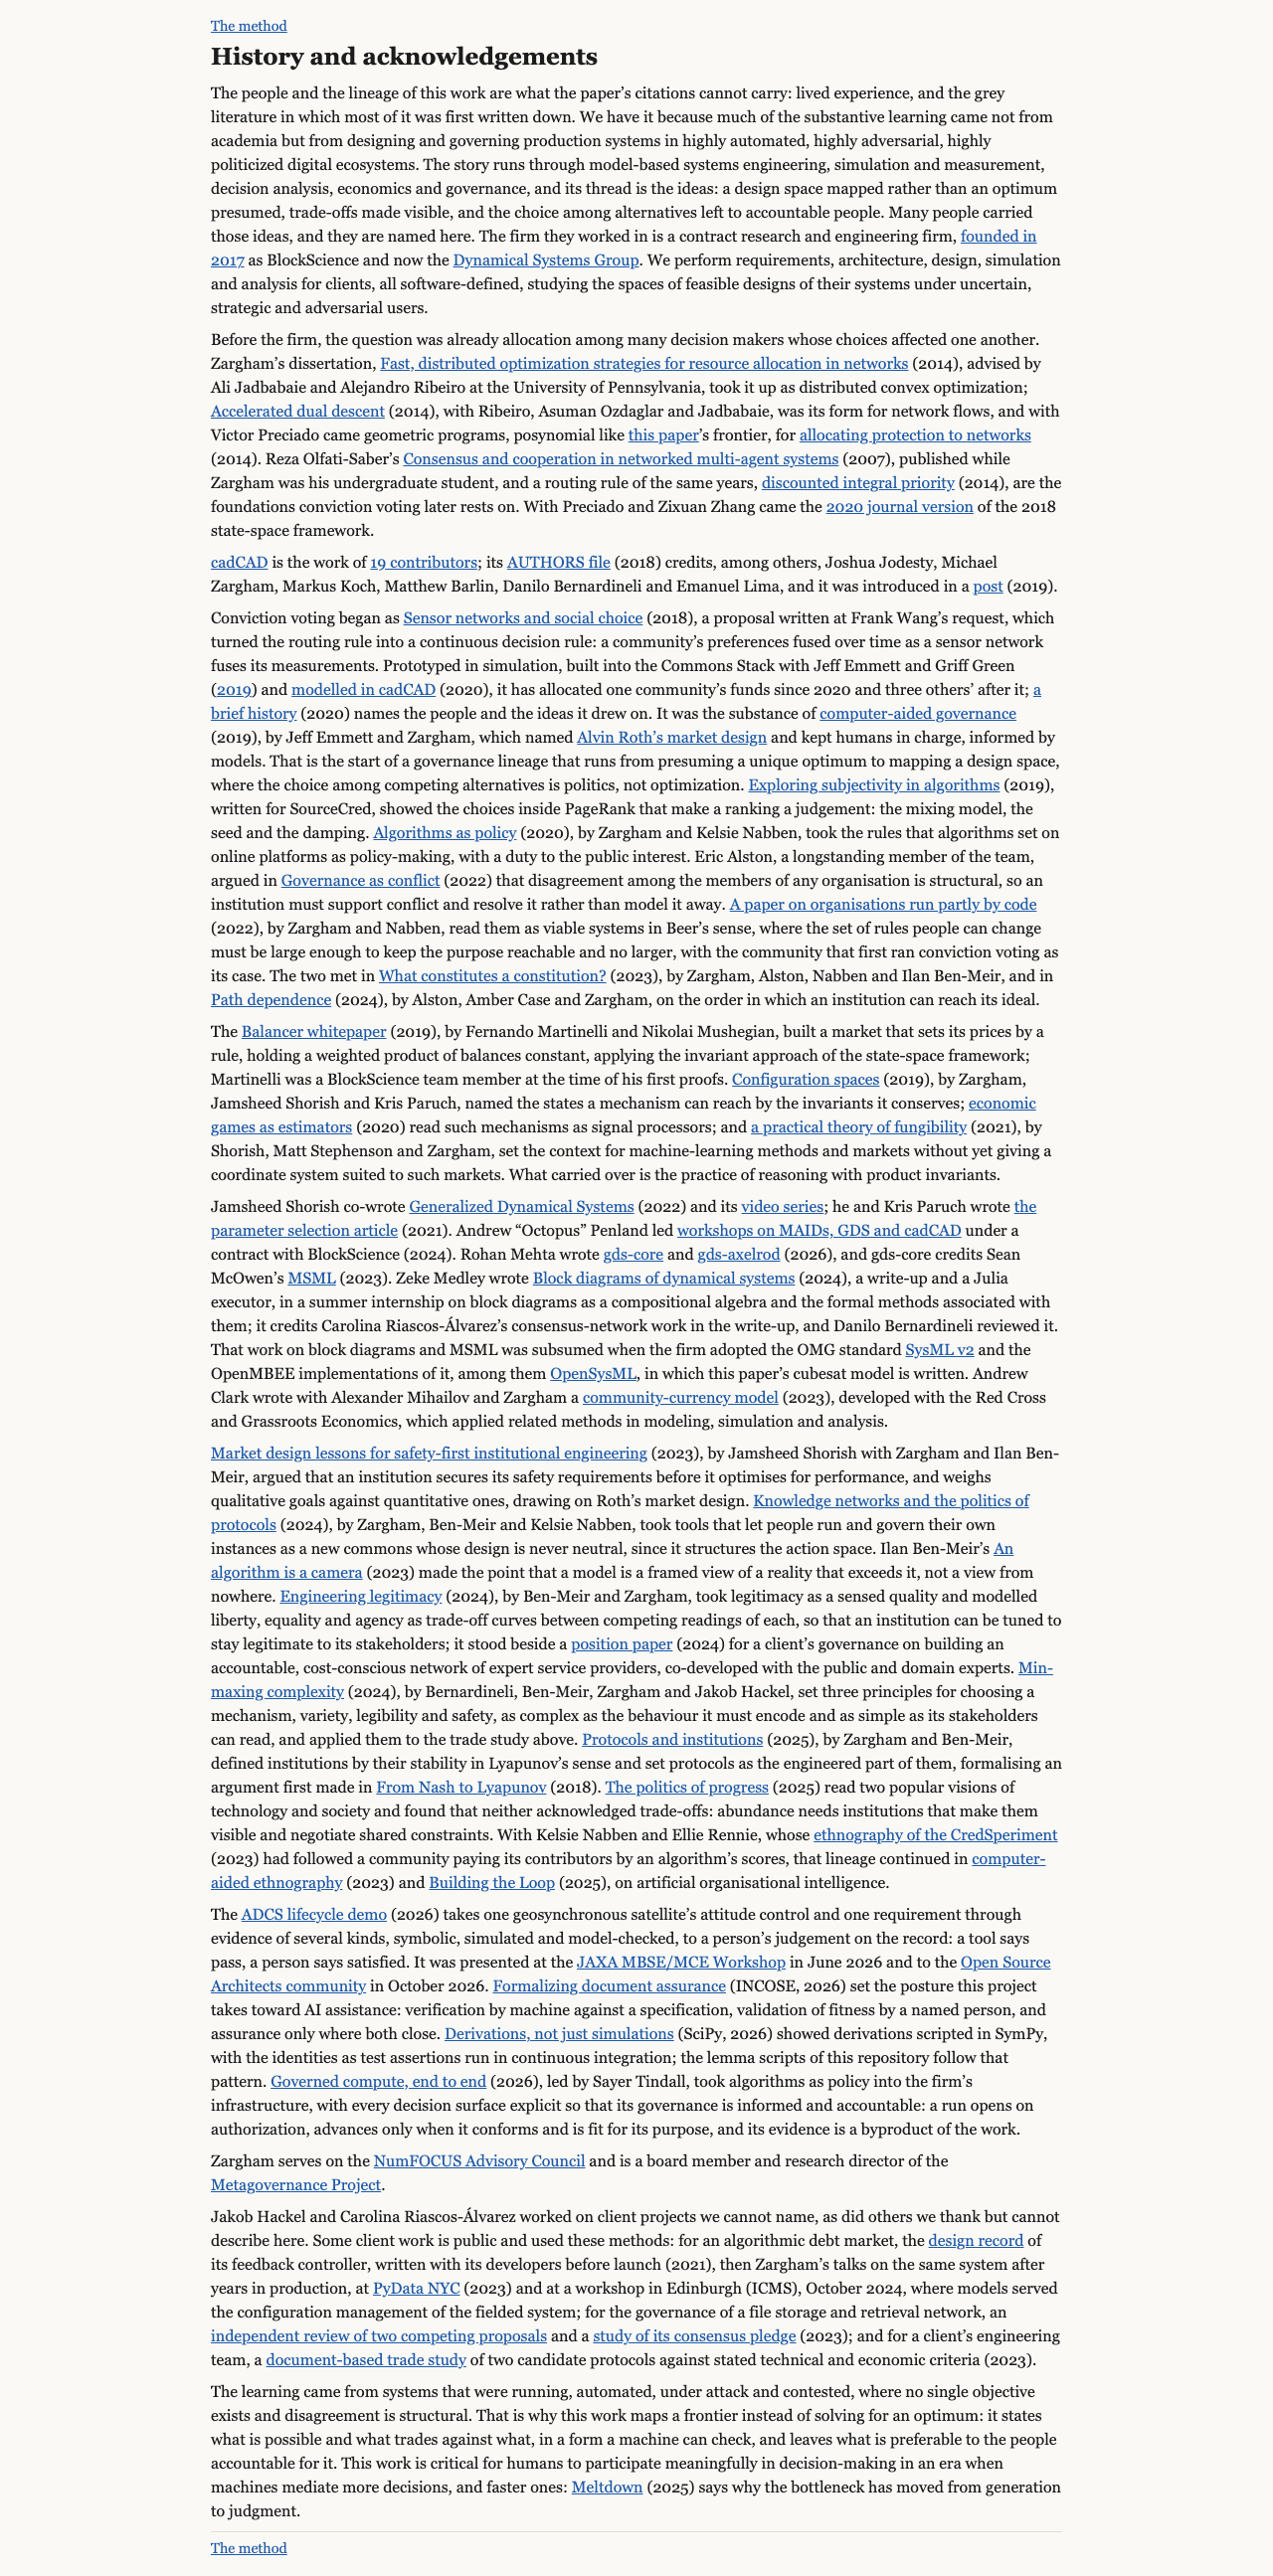 The method
History and acknowledgements
The people and the lineage of this work are what the paper’s citations cannot carry: lived experience, and the grey
literature in which most of it was first written down. We have it because much of the substantive learning came not from
academia but from designing and governing production systems in highly automated, highly adversarial, highly
politicized digital ecosystems. The story runs through model-based systems engineering, simulation and measurement,
decision analysis, economics and governance, and its thread is the ideas: a design space mapped rather than an optimum
presumed, trade-offs made visible, and the choice among alternatives left to accountable people. Many people carried
those ideas, and they are named here. The firm they worked in is a contract research and engineering firm, founded in
2017 as BlockScience and now the Dynamical Systems Group. We perform requirements, architecture, design, simulation
and analysis for clients, all software-defined, studying the spaces of feasible designs of their systems under uncertain,
strategic and adversarial users.
Before the firm, the question was already allocation among many decision makers whose choices affected one another.
Zargham’s dissertation, Fast, distributed optimization strategies for resource allocation in networks (2014), advised by
Ali Jadbabaie and Alejandro Ribeiro at the University of Pennsylvania, took it up as distributed convex optimization;
Accelerated dual descent (2014), with Ribeiro, Asuman Ozdaglar and Jadbabaie, was its form for network flows, and with
Victor Preciado came geometric programs, posynomial like this paper’s frontier, for allocating protection to networks
(2014). Reza Olfati-Saber’s Consensus and cooperation in networked multi-agent systems (2007), published while
Zargham was his undergraduate student, and a routing rule of the same years, discounted integral priority (2014), are the
foundations conviction voting later rests on. With Preciado and Zixuan Zhang came the 2020 journal version of the 2018
state-space framework.
cadCAD is the work of 19 contributors; its AUTHORS file (2018) credits, among others, Joshua Jodesty, Michael
Zargham, Markus Koch, Matthew Barlin, Danilo Bernardineli and Emanuel Lima, and it was introduced in a post (2019).
Conviction voting began as Sensor networks and social choice (2018), a proposal written at Frank Wang’s request, which
turned the routing rule into a continuous decision rule: a community’s preferences fused over time as a sensor network
fuses its measurements. Prototyped in simulation, built into the Commons Stack with Jeff Emmett and Griff Green
(2019) and modelled in cadCAD (2020), it has allocated one community’s funds since 2020 and three others’ after it; a
brief history (2020) names the people and the ideas it drew on. It was the substance of computer-aided governance
(2019), by Jeff Emmett and Zargham, which named Alvin Roth’s market design and kept humans in charge, informed by
models. That is the start of a governance lineage that runs from presuming a unique optimum to mapping a design space,
where the choice among competing alternatives is politics, not optimization. Exploring subjectivity in algorithms (2019),
written for SourceCred, showed the choices inside PageRank that make a ranking a judgement: the mixing model, the
seed and the damping. Algorithms as policy (2020), by Zargham and Kelsie Nabben, took the rules that algorithms set on
online platforms as policy-making, with a duty to the public interest. Eric Alston, a longstanding member of the team,
argued in Governance as conflict (2022) that disagreement among the members of any organisation is structural, so an
institution must support conflict and resolve it rather than model it away. A paper on organisations run partly by code
(2022), by Zargham and Nabben, read them as viable systems in Beer’s sense, where the set of rules people can change
must be large enough to keep the purpose reachable and no larger, with the community that first ran conviction voting as
its case. The two met in What constitutes a constitution? (2023), by Zargham, Alston, Nabben and Ilan Ben-Meir, and in
Path dependence (2024), by Alston, Amber Case and Zargham, on the order in which an institution can reach its ideal.
The Balancer whitepaper (2019), by Fernando Martinelli and Nikolai Mushegian, built a market that sets its prices by a
rule, holding a weighted product of balances constant, applying the invariant approach of the state-space framework;
Martinelli was a BlockScience team member at the time of his first proofs. Configuration spaces (2019), by Zargham,
Jamsheed Shorish and Kris Paruch, named the states a mechanism can reach by the invariants it conserves; economic
games as estimators (2020) read such mechanisms as signal processors; and a practical theory of fungibility (2021), by
Shorish, Matt Stephenson and Zargham, set the context for machine-learning methods and markets without yet giving a
coordinate system suited to such markets. What carried over is the practice of reasoning with product invariants.
Jamsheed Shorish co-wrote Generalized Dynamical Systems (2022) and its video series; he and Kris Paruch wrote the
parameter selection article (2021). Andrew “Octopus” Penland led workshops on MAIDs, GDS and cadCAD under a
contract with BlockScience (2024). Rohan Mehta wrote gds-core and gds-axelrod (2026), and gds-core credits Sean
McOwen’s MSML (2023). Zeke Medley wrote Block diagrams of dynamical systems (2024), a write-up and a Julia
executor, in a summer internship on block diagrams as a compositional algebra and the formal methods associated with
them; it credits Carolina Riascos-Álvarez’s consensus-network work in the write-up, and Danilo Bernardineli reviewed it.
That work on block diagrams and MSML was subsumed when the firm adopted the OMG standard SysML v2 and the
OpenMBEE implementations of it, among them OpenSysML, in which this paper’s cubesat model is written. Andrew
Clark wrote with Alexander Mihailov and Zargham a community-currency model (2023), developed with the Red Cross
and Grassroots Economics, which applied related methods in modeling, simulation and analysis.
Market design lessons for safety-first institutional engineering (2023), by Jamsheed Shorish with Zargham and Ilan Ben-
Meir, argued that an institution secures its safety requirements before it optimises for performance, and weighs
qualitative goals against quantitative ones, drawing on Roth’s market design. Knowledge networks and the politics of
protocols (2024), by Zargham, Ben-Meir and Kelsie Nabben, took tools that let people run and govern their own
instances as a new commons whose design is never neutral, since it structures the action space. Ilan Ben-Meir’s An
algorithm is a camera (2023) made the point that a model is a framed view of a reality that exceeds it, not a view from
nowhere. Engineering legitimacy (2024), by Ben-Meir and Zargham, took legitimacy as a sensed quality and modelled
liberty, equality and agency as trade-off curves between competing readings of each, so that an institution can be tuned to
stay legitimate to its stakeholders; it stood beside a position paper (2024) for a client’s governance on building an
accountable, cost-conscious network of expert service providers, co-developed with the public and domain experts. Min-
maxing complexity (2024), by Bernardineli, Ben-Meir, Zargham and Jakob Hackel, set three principles for choosing a
mechanism, variety, legibility and safety, as complex as the behaviour it must encode and as simple as its stakeholders
can read, and applied them to the trade study above. Protocols and institutions (2025), by Zargham and Ben-Meir,
defined institutions by their stability in Lyapunov’s sense and set protocols as the engineered part of them, formalising an
argument first made in From Nash to Lyapunov (2018). The politics of progress (2025) read two popular visions of
technology and society and found that neither acknowledged trade-offs: abundance needs institutions that make them
visible and negotiate shared constraints. With Kelsie Nabben and Ellie Rennie, whose ethnography of the CredSperiment
(2023) had followed a community paying its contributors by an algorithm’s scores, that lineage continued in computer-
aided ethnography (2023) and Building the Loop (2025), on artificial organisational intelligence.
The ADCS lifecycle demo (2026) takes one geosynchronous satellite’s attitude control and one requirement through
evidence of several kinds, symbolic, simulated and model-checked, to a person’s judgement on the record: a tool says
pass, a person says satisfied. It was presented at the JAXA MBSE/MCE Workshop in June 2026 and to the Open Source
Architects community in October 2026. Formalizing document assurance (INCOSE, 2026) set the posture this project
takes toward AI assistance: verification by machine against a specification, validation of fitness by a named person, and
assurance only where both close. Derivations, not just simulations (SciPy, 2026) showed derivations scripted in SymPy,
with the identities as test assertions run in continuous integration; the lemma scripts of this repository follow that
pattern. Governed compute, end to end (2026), led by Sayer Tindall, took algorithms as policy into the firm’s
infrastructure, with every decision surface explicit so that its governance is informed and accountable: a run opens on
authorization, advances only when it conforms and is fit for its purpose, and its evidence is a byproduct of the work.
Zargham serves on the NumFOCUS Advisory Council and is a board member and research director of the
Metagovernance Project.
Jakob Hackel and Carolina Riascos-Álvarez worked on client projects we cannot name, as did others we thank but cannot
describe here. Some client work is public and used these methods: for an algorithmic debt market, the design record of
its feedback controller, written with its developers before launch (2021), then Zargham’s talks on the same system after
years in production, at PyData NYC (2023) and at a workshop in Edinburgh (ICMS), October 2024, where models served
the configuration management of the fielded system; for the governance of a file storage and retrieval network, an
independent review of two competing proposals and a study of its consensus pledge (2023); and for a client’s engineering
team, a document-based trade study of two candidate protocols against stated technical and economic criteria (2023).
The learning came from systems that were running, automated, under attack and contested, where no single objective
exists and disagreement is structural. That is why this work maps a frontier instead of solving for an optimum: it states
what is possible and what trades against what, in a form a machine can check, and leaves what is preferable to the people
accountable for it. This work is critical for humans to participate meaningfully in decision-making in an era when
machines mediate more decisions, and faster ones: Meltdown (2025) says why the bottleneck has moved from generation
to judgment.
The method